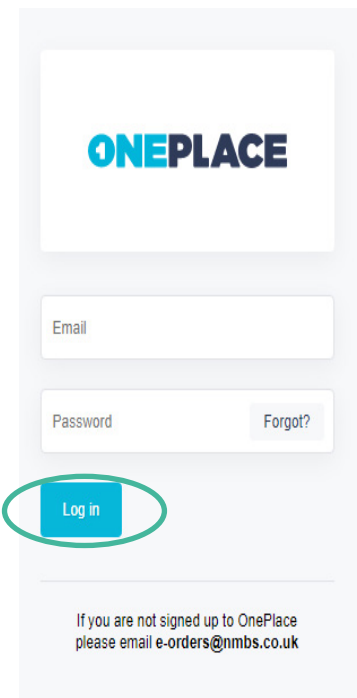 ONEPLACE
Email
Password
Forgot?
Log in
If you are not signed up to OnePlace
please email e-orders@nmbs.co.uk